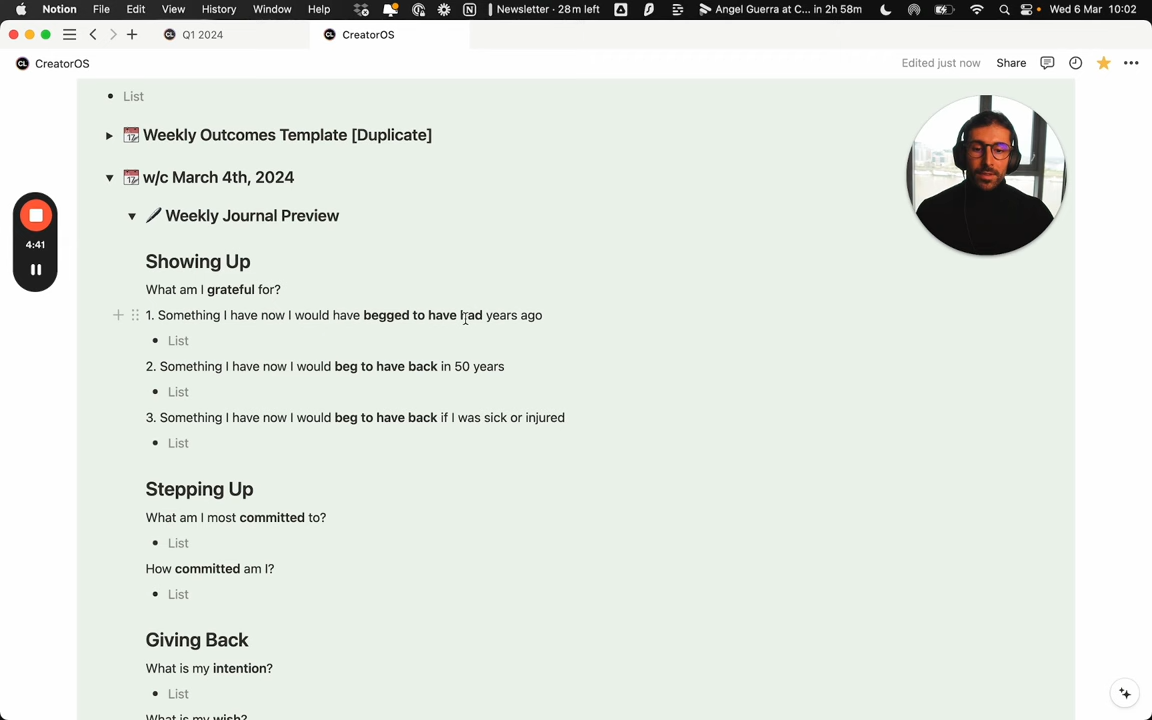 Notion File Edit View History Window Help Newsletter · 28m left Angel Guerra at C... in 2h 58m Wed 6 Mar 10:02
Q1 2024 CreatorOS
CreatorOS Edited just now Share
List
Weekly Outcomes Template [Duplicate]
w/c March 4th, 2024
Weekly Journal Preview
4:41
Showing Up
What am I grateful for?
1. Something I have now I would have begged to have had years ago
List
2. Something I have now I would beg to have back in 50 years
List
3. Something I have now I would beg to have back if I was sick or injured
List
Stepping Up
What am I most committed to?
List
How committed am I?
List
Giving Back
What is my intention?
List
What is my wish?